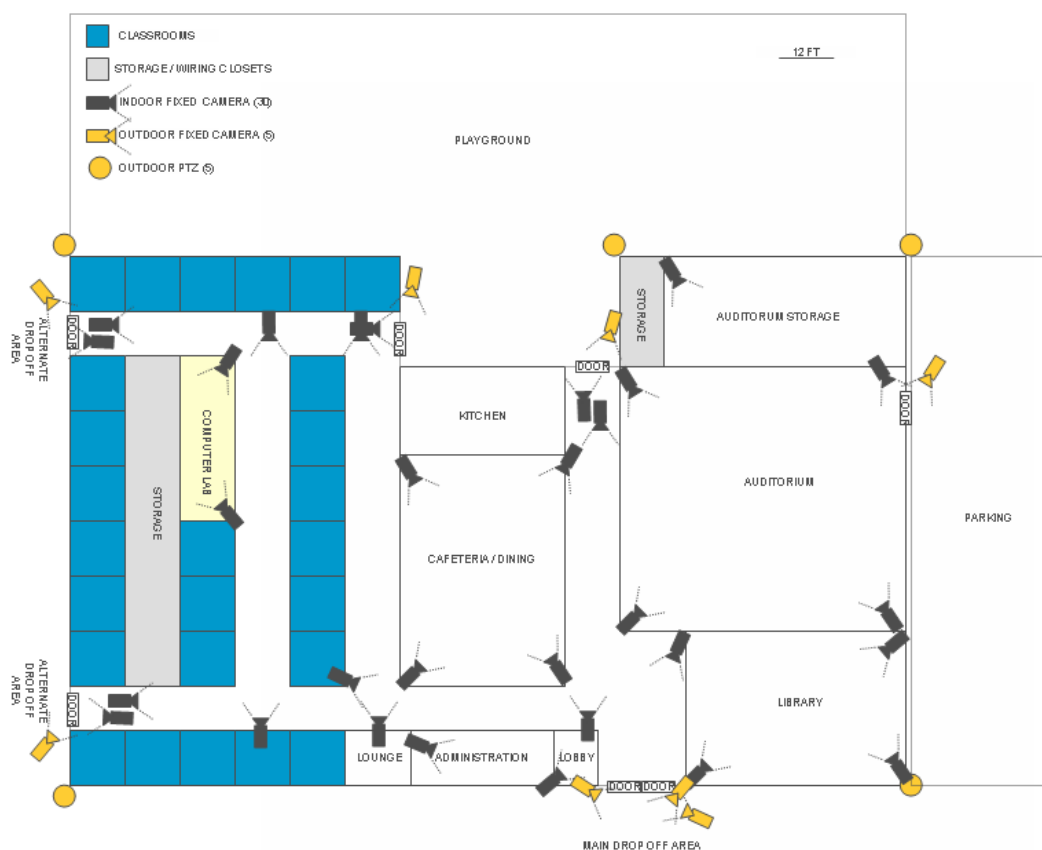 CLASSROOMS
12 FT
STORAGE / WIRING CLOSETS
INDOOR FIXED CAMERA (30)
OUTDOOR FIXED CAMERA (5)
PLAYGROUND
OUTDOOR PTZ (5)
STORAGE
AUDITORIUM STORAGE
ALTERNATE
DROP OFF
AREA
DOOR
DOOR
DOOR
DOOR
KITCHEN
COMPUTER LAB
STORAGE
AUDITORIUM
PARKING
CAFETERIA / DINING
ALTERNATE
DROP OFF
AREA
DOOR
LIBRARY
LOUNGE
ADMINISTRATION
LOBBY
DOOR DOOR
MAIN DROP OFF AREA